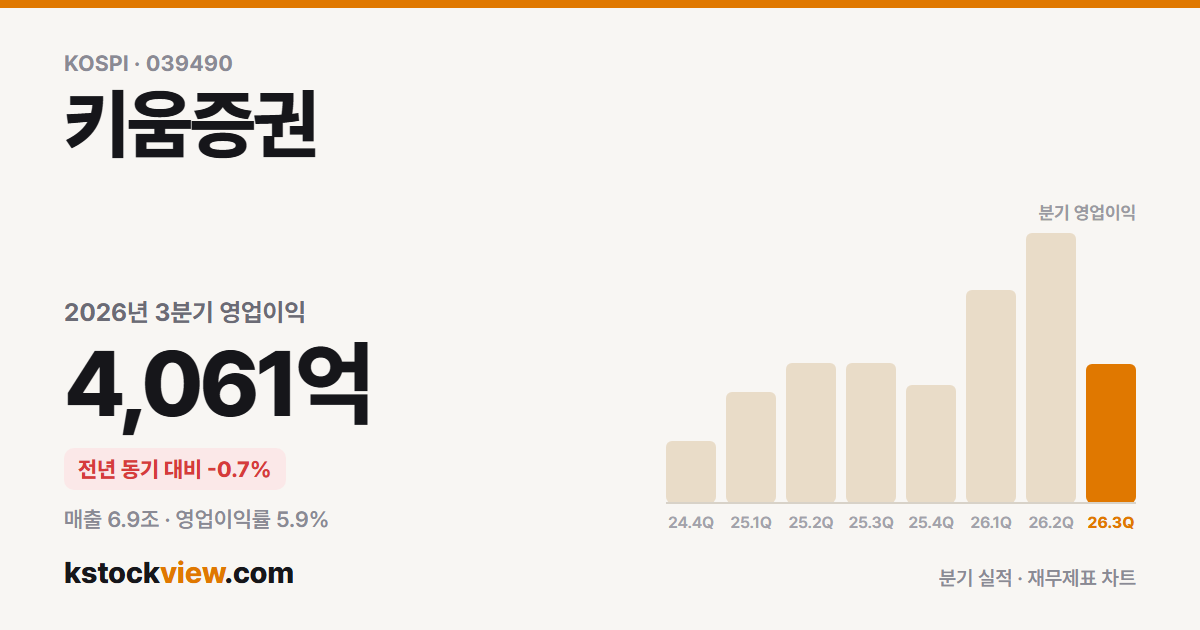 KOSPI · 039490
키움증권
2026년 3분기 영업이익
4,061억
전년 동기 대비 -0.7%
매출 6.9조 · 영업이익률 5.9%
kstockview.com
분기 영업이익
24.4Q 25.1Q 25.2Q 25.3Q 25.4Q 26.1Q 26.2Q 26.3Q
분기 실적 · 재무제표 차트